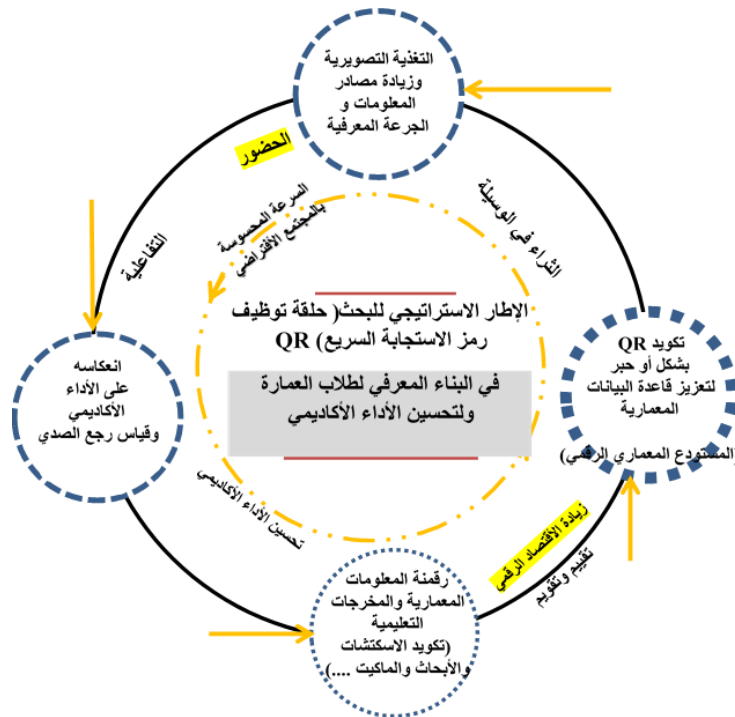 التغذية التصويرية
وزيادة مصادر
المعلومات و
الجرعة المعرفية
الحضور
السرعة المحسوسة
بالمجتمع الأفتراضي
الثراء في الوسيلة
التفاعلية
الإطار الاستراتيجي للبحث( حلقة توظيف
رمز الاستجابة السريع) QR
في البناء المعرفي لطلاب العمارة
ولتحسين الأداء الأكاديمي
تكويد QR
بشكل أو حبر
لتعزيز قاعدة البيانات
المعمارية
(المستودع المعماري الرقمي)
انعكاسه
على الأداء
الأكاديمي
وقياس رجع الصدي
تحسين الأداء الأكاديمي
زيادة الأقتصاد الرقمي
تقييم وتقويم
رقمنة المعلومات
المعمارية والمخرجات
التعليمية
(تكويد الاسكتشات
والأبحاث والماكيت ....)